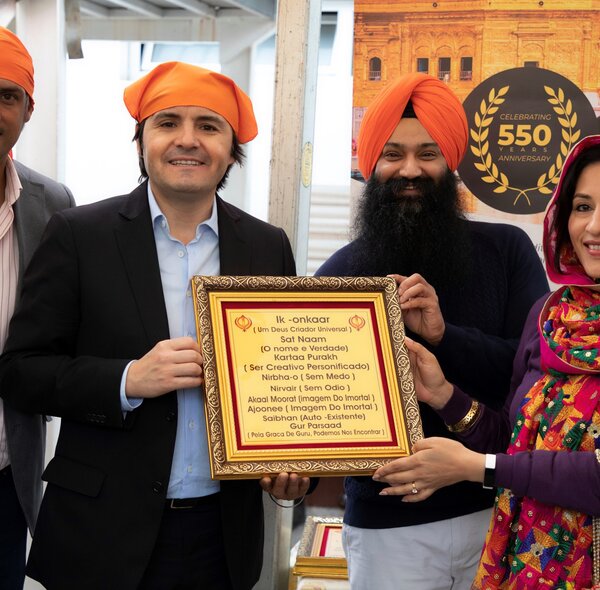 CELEBRATING
550
YEARS
ANNIVERSARY
Ik -onkaar
( Um Deus Criador Universal )
Sat Naam
(O nome e Verdade)
Kartaa Purakh
( Ser Creativo Personificado)
Nirbha-o ( Sem Medo )
Nirvair ( Sem Odio )
Akaal Moorat (imagem Do Imortal )
Ajoonee ( Imagem Do Imortal )
Saibhan (Auto -Existente)
Gur Parsaad
( Pela Graca De Guru, Podemos Nos Encontrar )